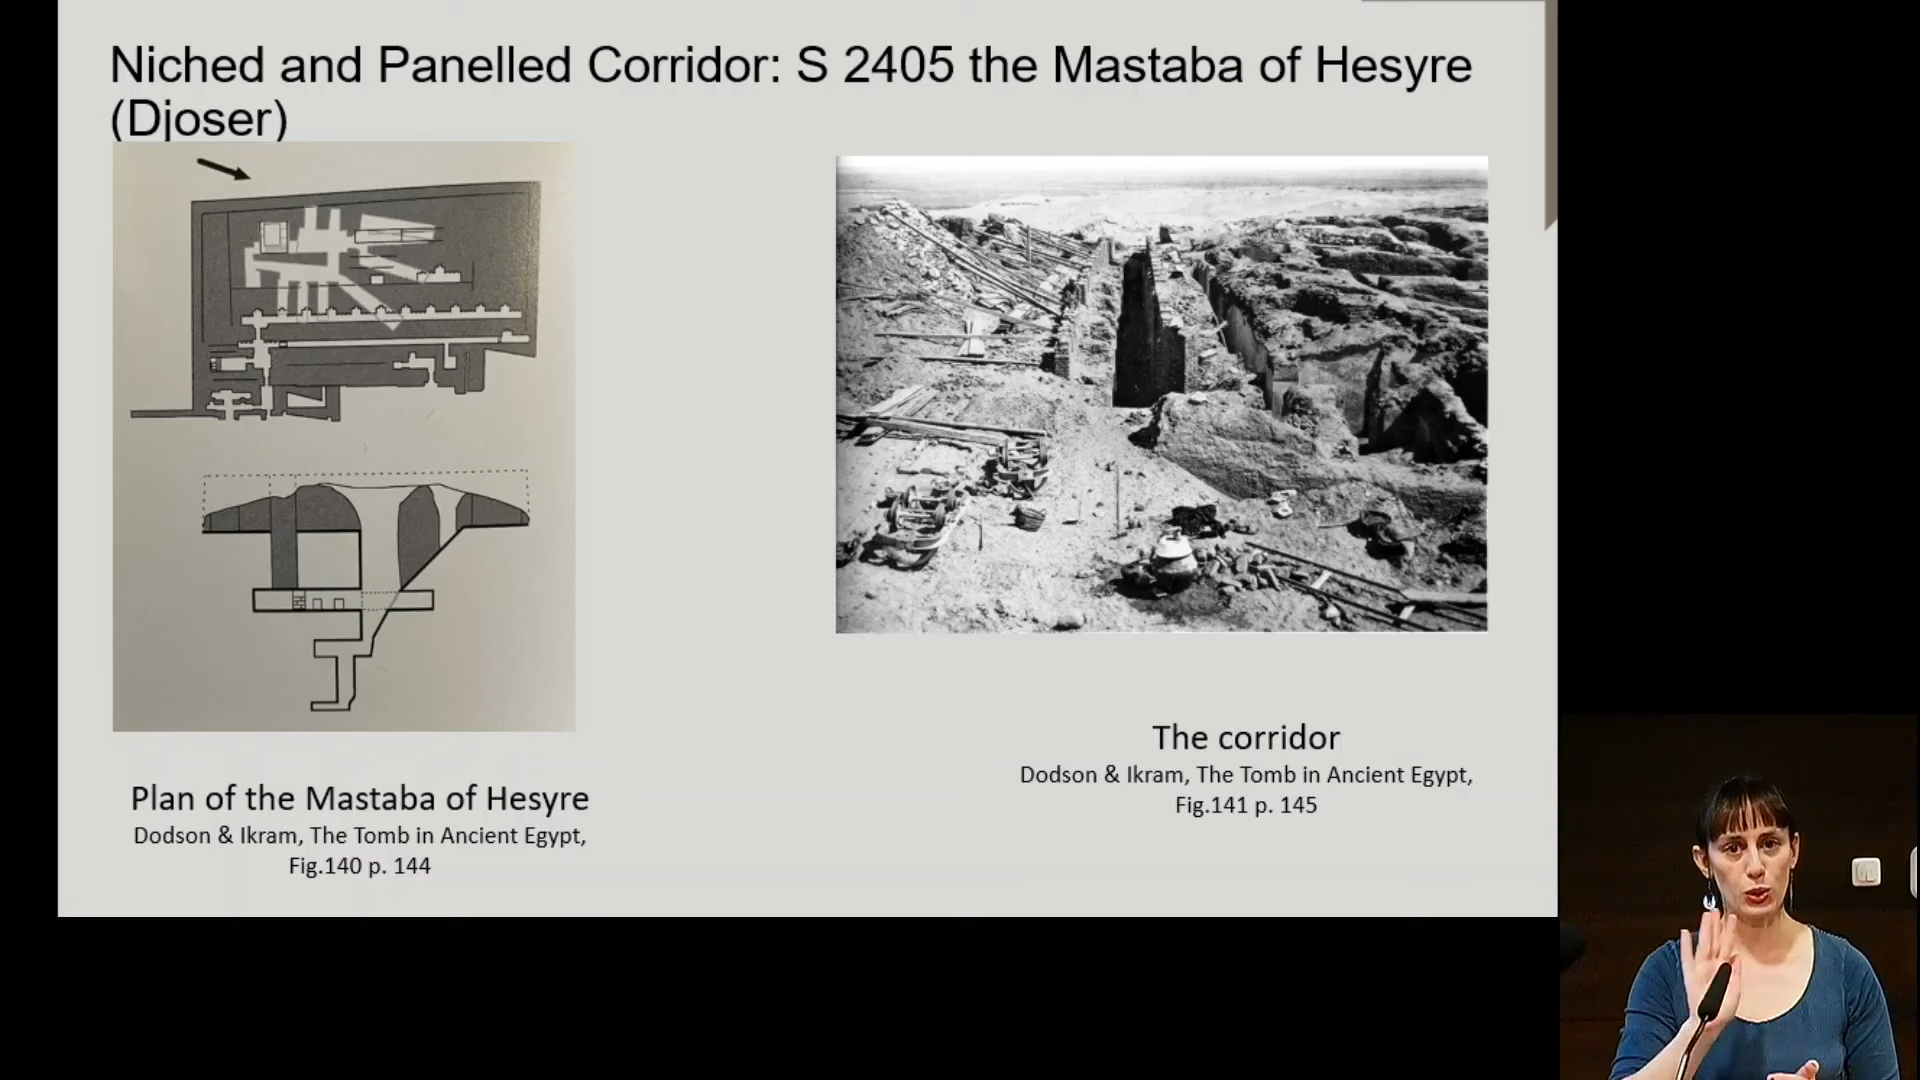 Niched and Panelled Corridor: S 2405 the Mastaba of Hesyre
(Djoser)
Plan of the Mastaba of Hesyre
Dodson & Ikram, The Tomb in Ancient Egypt,
Fig.140 p. 144
The corridor
Dodson & Ikram, The Tomb in Ancient Egypt,
Fig.141 p. 145